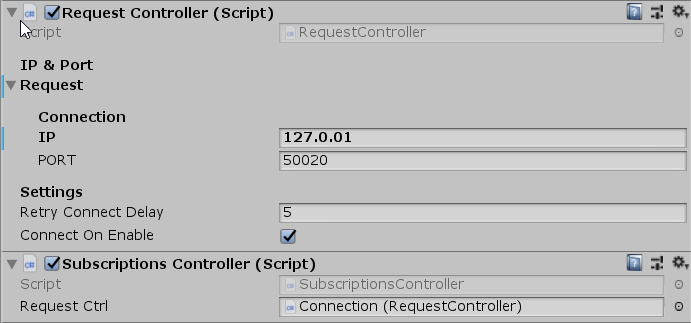 Request Controller (Script)
Script RequestController
IP & Port
Request
Connection
IP 127.0.01
PORT 50020
Settings
Retry Connect Delay 5
Connect On Enable
Subscriptions Controller (Script)
Script SubscriptionsController
Request Ctrl Connection (RequestController)